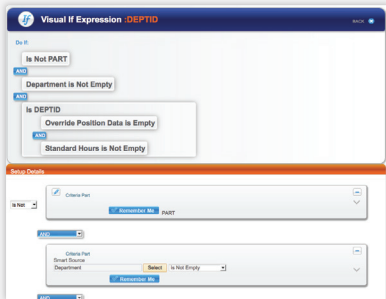 if Visual If Expression :DEPTID BACK
Do If:
Is Not PART
AND
Department is Not Empty
AND
Is DEPTID
Override Position Data is Empty
AND
Standard Hours is Not Empty
Setup Details
Criteria Part
Is Not
Remember Me PART
AND
Criteria Part
Smart Source
Department Select Is Not Empty
Remember Me
AND